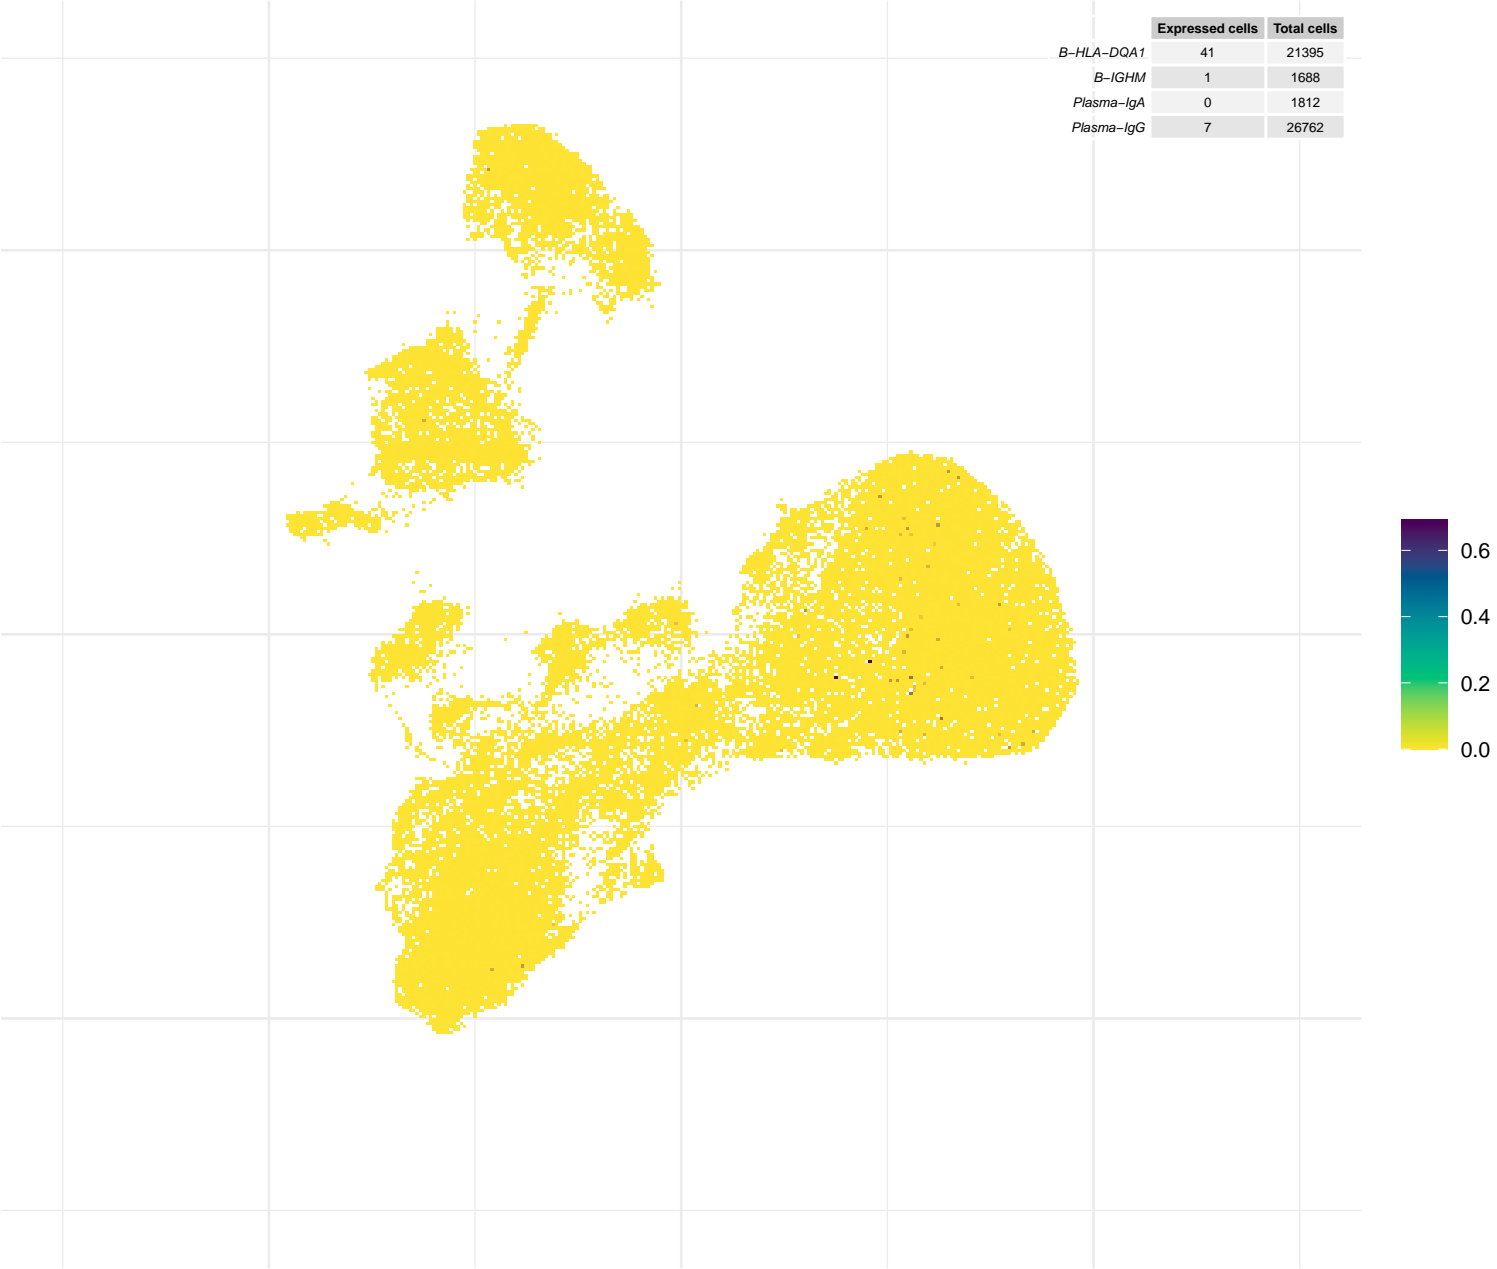 Expressed cells Total cells
B−HLA−DQA1 41 21395
B−IGHM 1 1688
Plasma−IgA 0 1812
Plasma−IgG 7 26762
0.6
0.4
0.2
0.0